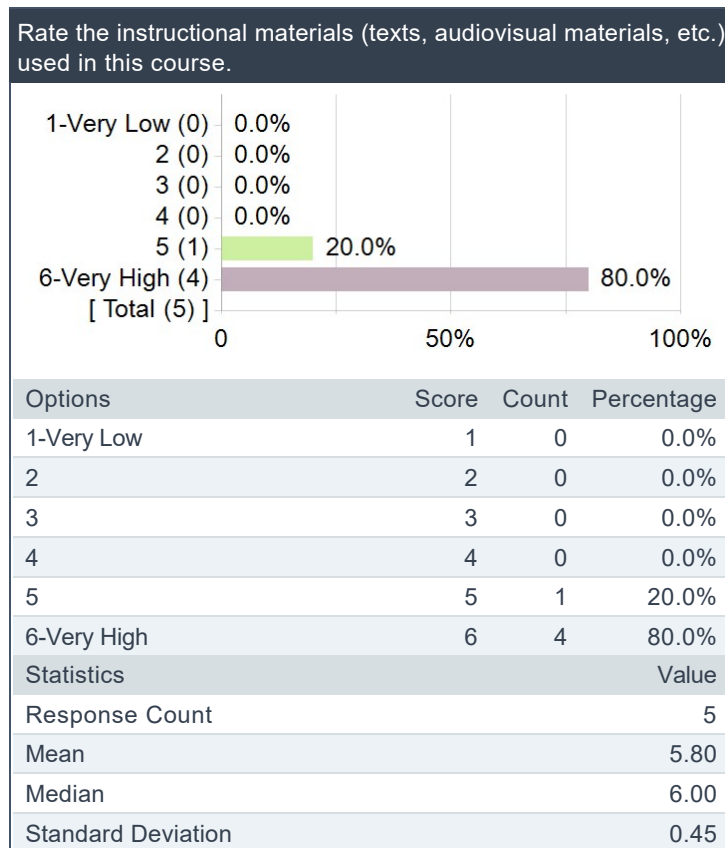 Rate the instructional materials (texts, audiovisual materials, etc.)
used in this course.
1-Very Low (0) 0.0%
2 (0) 0.0%
3 (0) 0.0%
4 (0) 0.0%
5 (1) 20.0%
6-Very High (4) 80.0%
[ Total (5) ]
0 50% 100%
Options Score Count Percentage
1-Very Low 1 0 0.0%
2 2 0 0.0%
3 3 0 0.0%
4 4 0 0.0%
5 5 1 20.0%
6-Very High 6 4 80.0%
Statistics Value
Response Count 5
Mean 5.80
Median 6.00
Standard Deviation 0.45